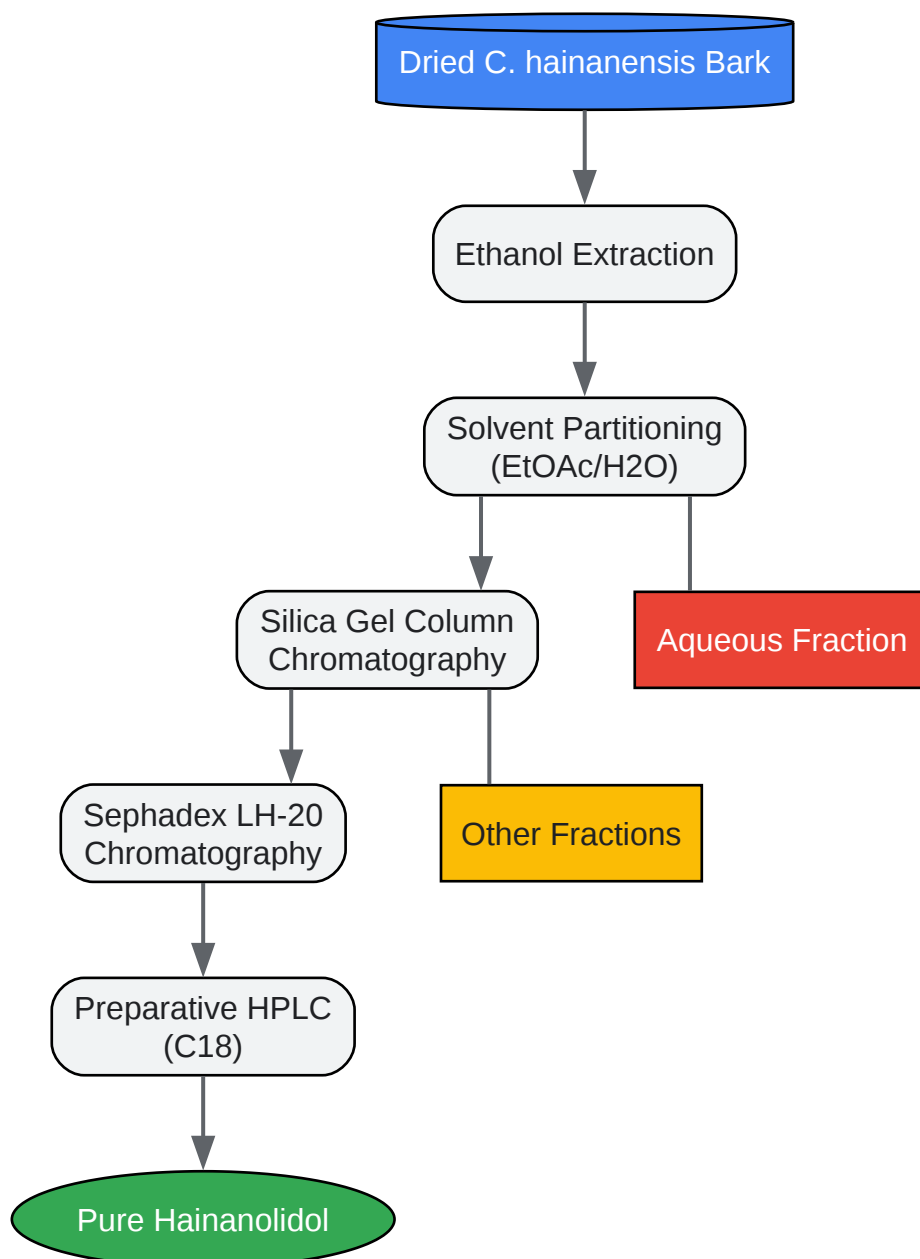 Dried C. hainanensis Bark
Ethanol Extraction
Solvent Partitioning
(EtOAc/H2O)
Silica Gel Column
Chromatography
Aqueous Fraction
Sephadex LH-20
Chromatography
Other Fractions
Preparative HPLC
(C18)
Pure Hainanolidol